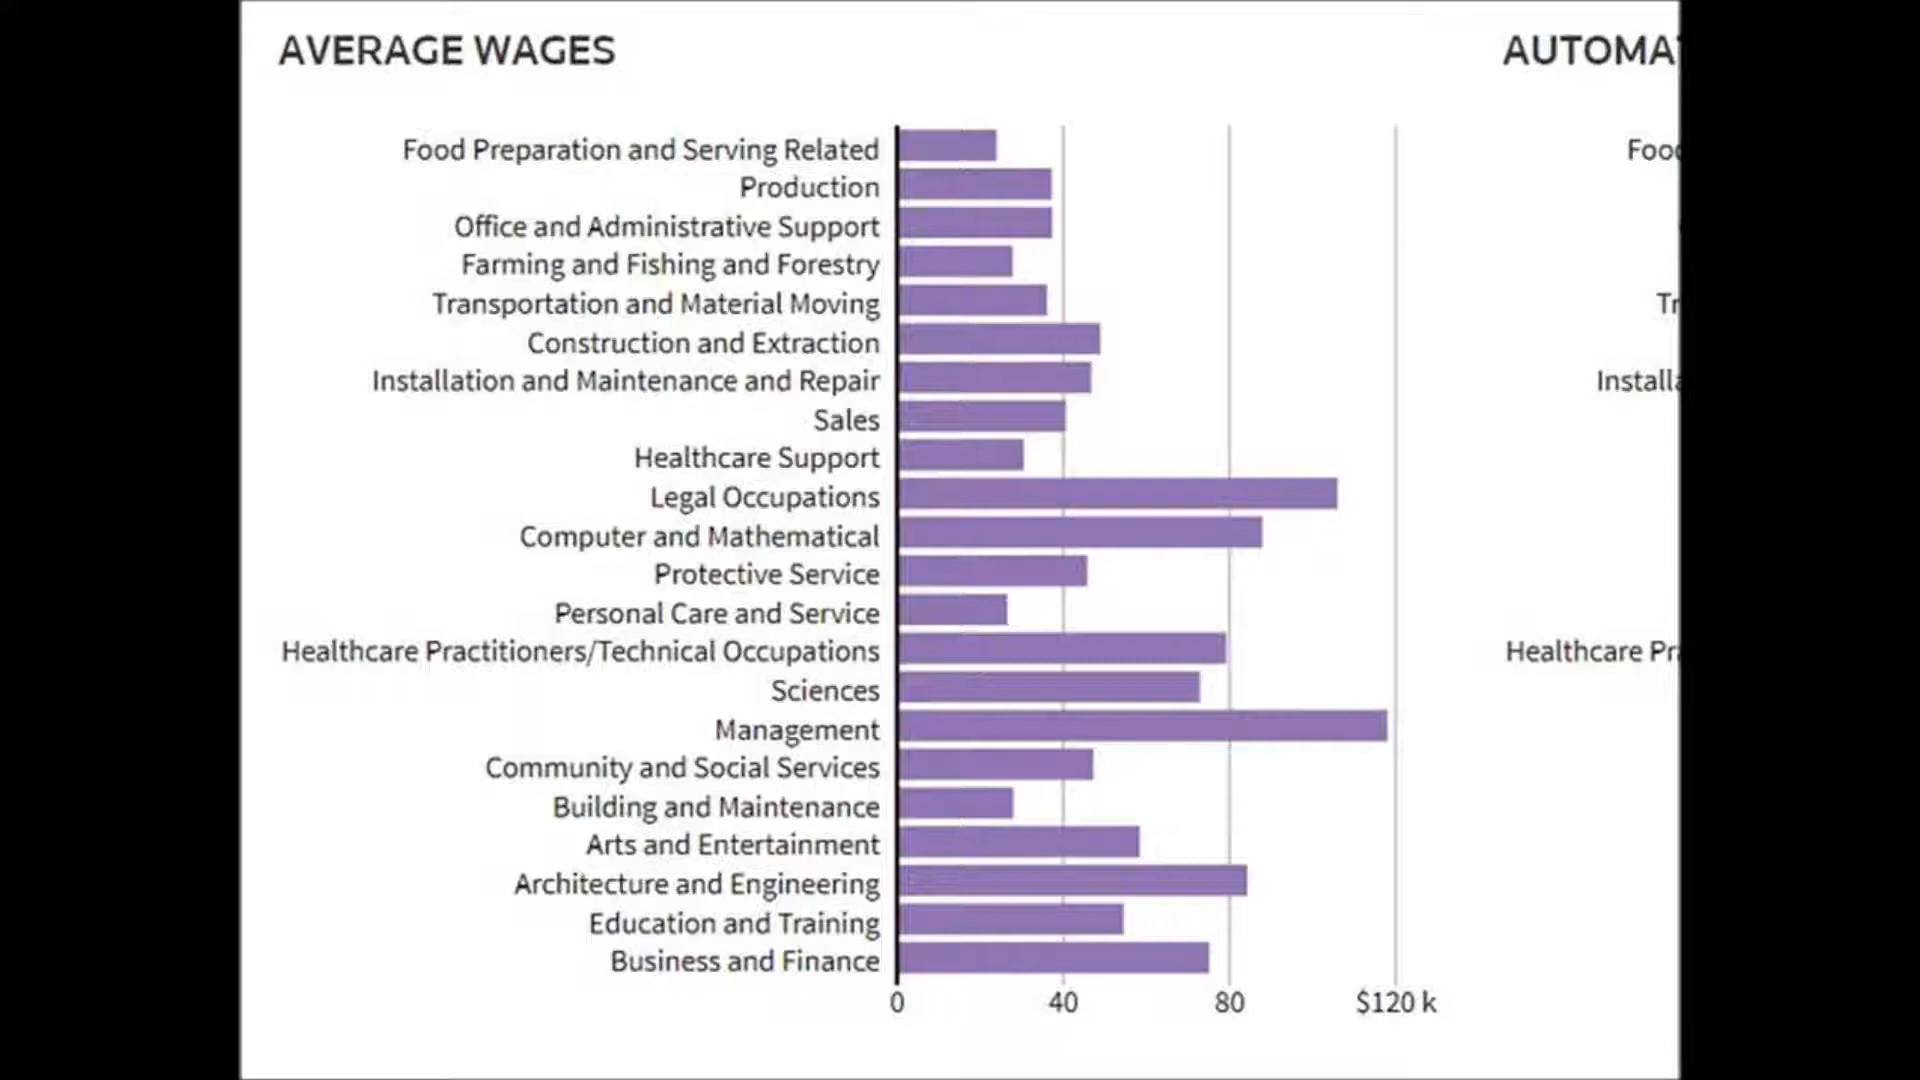 AVERAGE WAGES
AUTOMA
Food Preparation and Serving Related
Production
Office and Administrative Support
Farming and Fishing and Forestry
Transportation and Material Moving
Construction and Extraction
Installation and Maintenance and Repair
Sales
Healthcare Support
Legal Occupations
Computer and Mathematical
Protective Service
Personal Care and Service
Healthcare Practitioners/Technical Occupations
Sciences
Management
Community and Social Services
Building and Maintenance
Arts and Entertainment
Architecture and Engineering
Education and Training
Business and Finance
0 40 80 $120 k
Foo
Tr
Install
Healthcare Pr